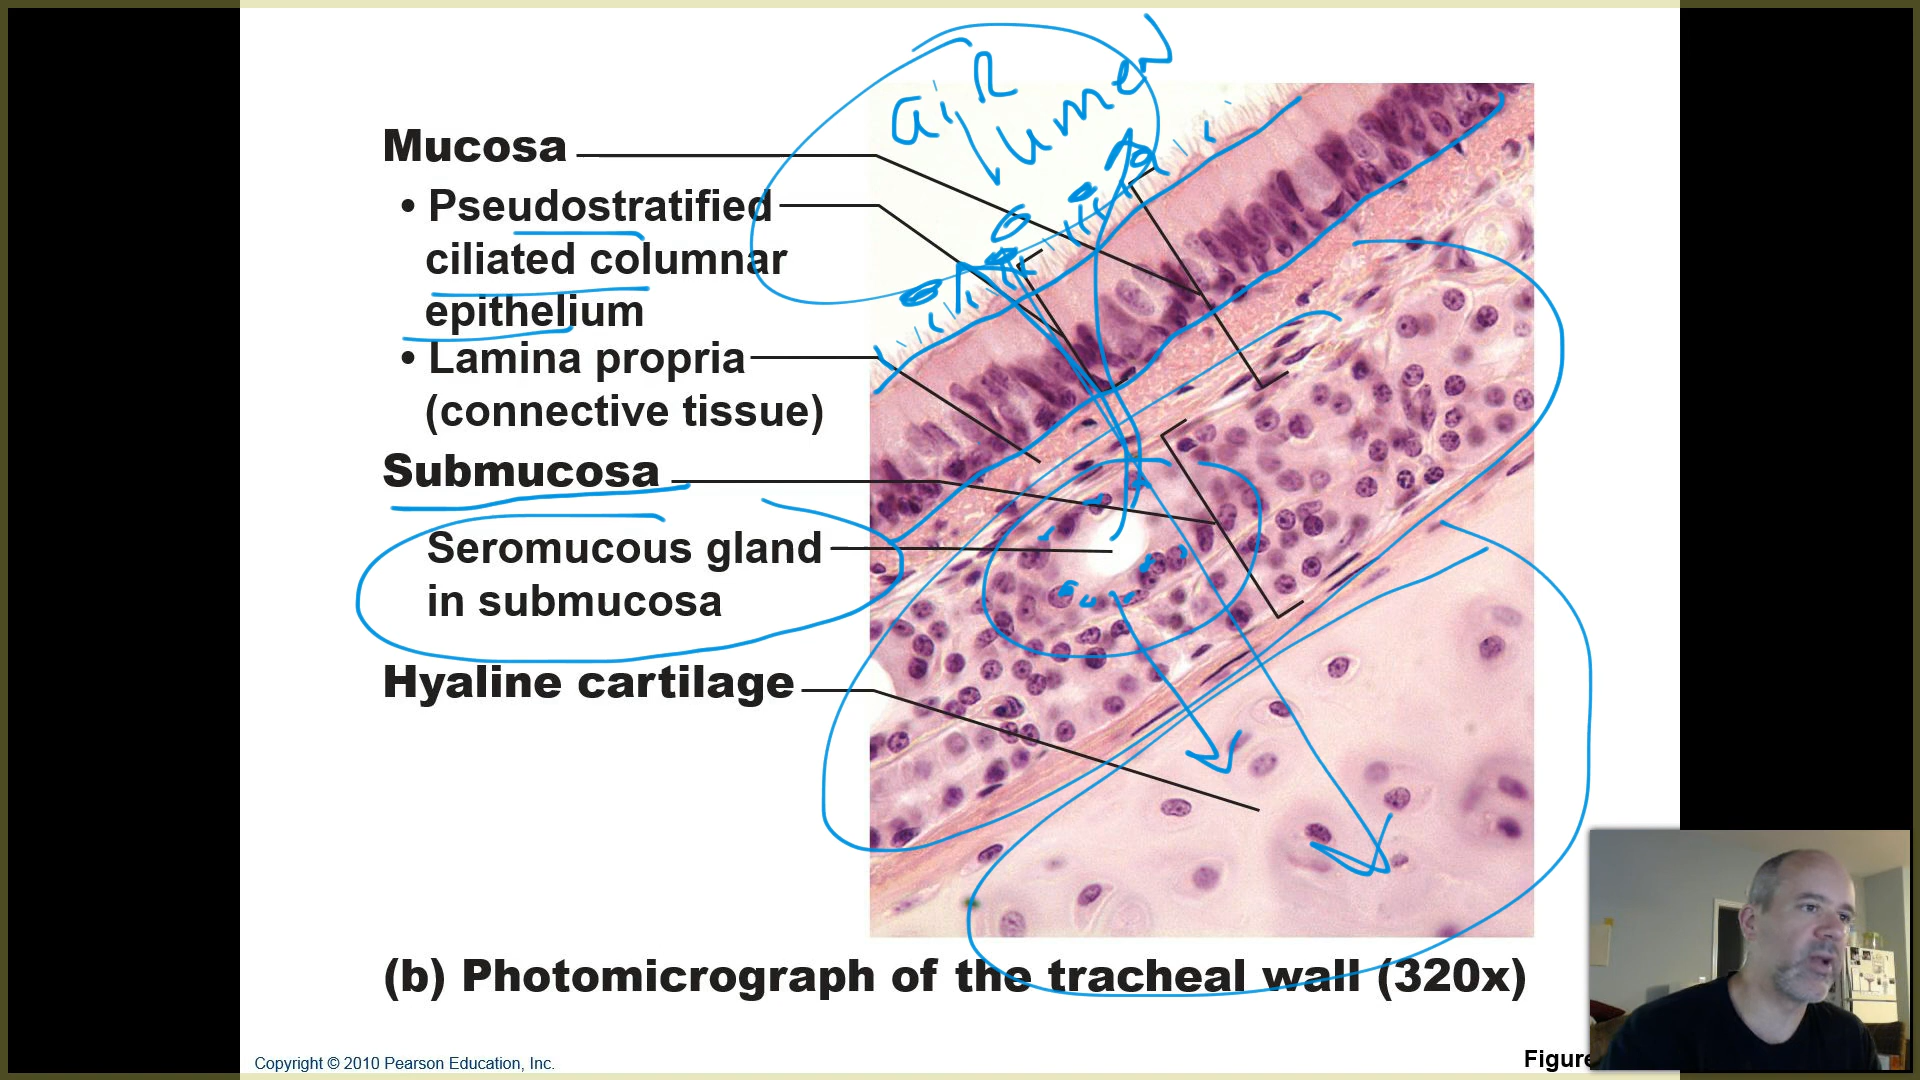 aiR
lumen
Mucosa
• Pseudostratified
ciliated columnar
epithelium
• Lamina propria
(connective tissue)
Submucosa
Seromucous gland
in submucosa
Hyaline cartilage
(b) Photomicrograph of the tracheal wall (320x)
Copyright © 2010 Pearson Education, Inc.
Figure